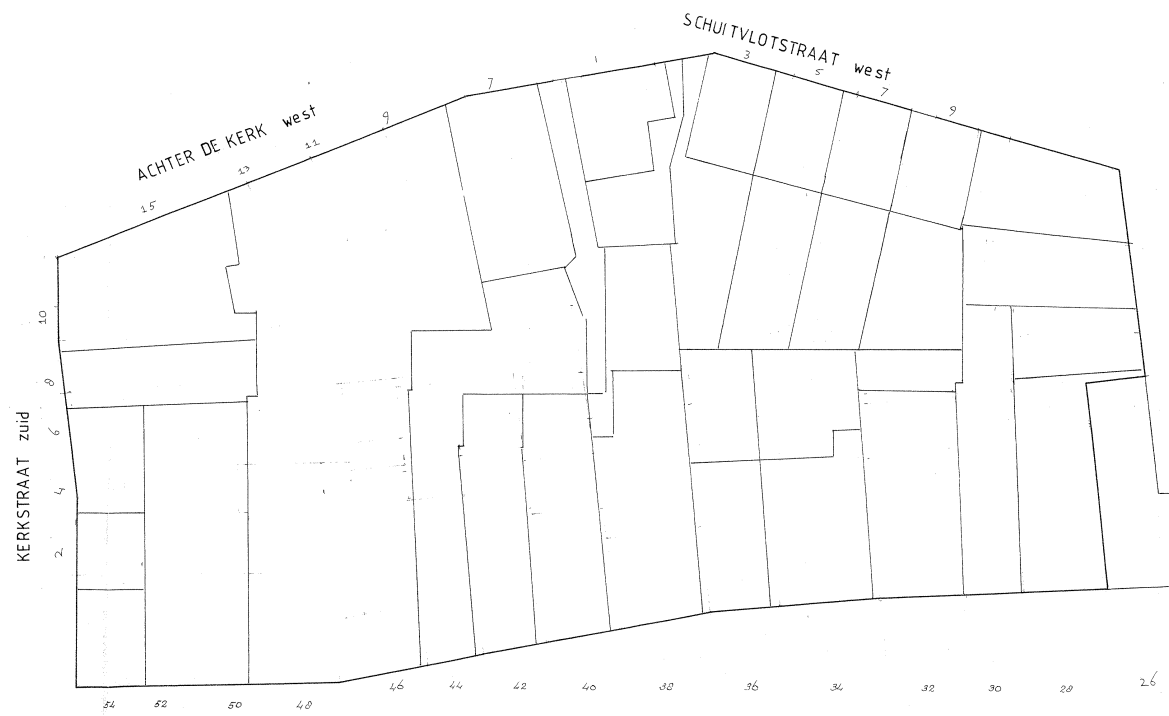 SCHUITVLOTSTRAAT west
3 5 7 9
ACHTER DE KERK west
15 13 11 9 7 1
KERKSTRAAT zuid
10
8
6
4
2
54 52 50 48 46 44 42 40 38 36 34 32 30 28 26